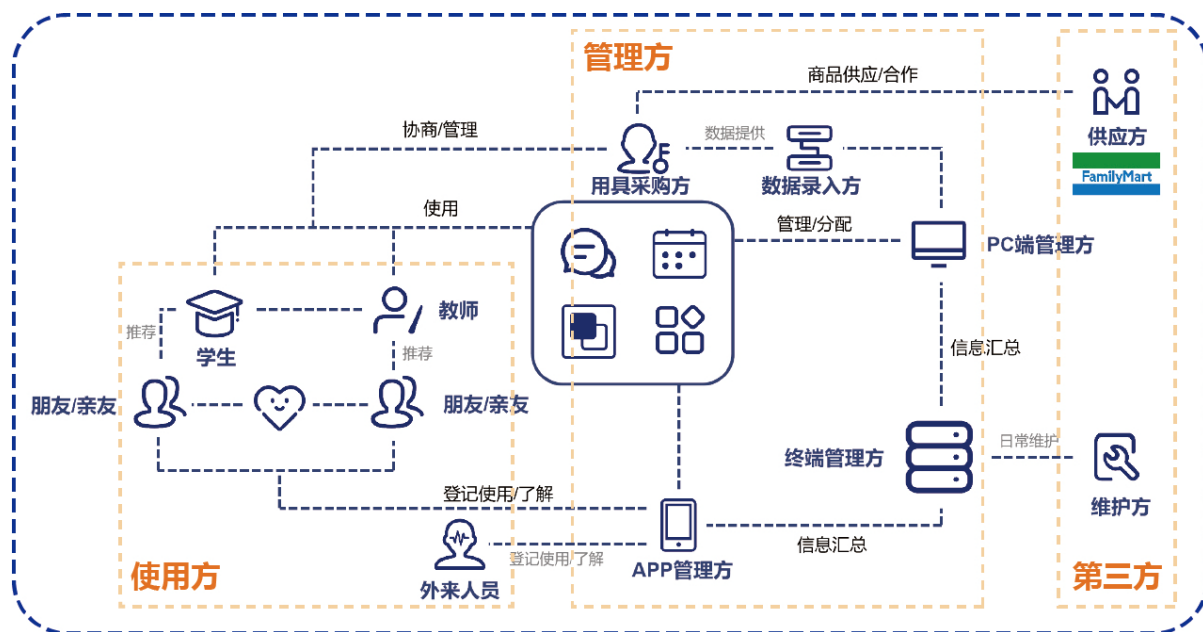 管理方
商品供应/合作
供应方
FamilyMart
协商/管理
数据提供
用具采购方
数据录入方
使用
管理/分配
PC端管理方
教师
推荐
学生
推荐
朋友/亲友
朋友/亲友
信息汇总
终端管理方
日常维护
维护方
登记使用/了解
登记使用/了解
信息汇总
外来人员
APP管理方
使用方
第三方